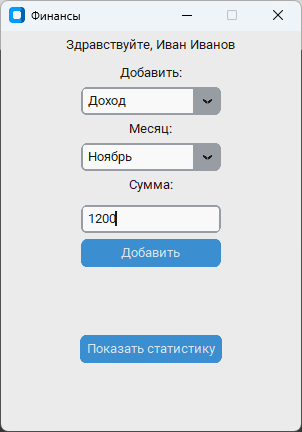 Финансы
Здравствуйте, Иван Иванов
Добавить:
Доход
Месяц:
Ноябрь
Сумма:
1200
Добавить
Показать статистику